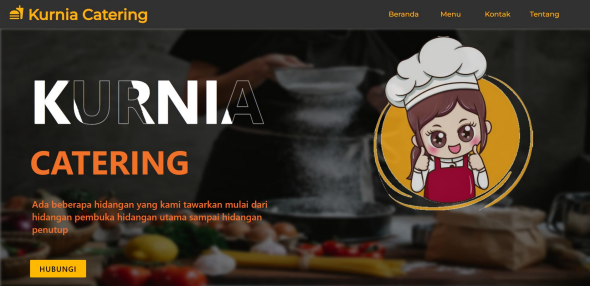 Kurnia Catering
Beranda Menu Kontak Tentang
KURNIA
CATERING
Ada beberapa hidangan yang kami tawarkan mulai dari
hidangan pembuka hidangan utama sampai hidangan
penutup
HUBUNGI